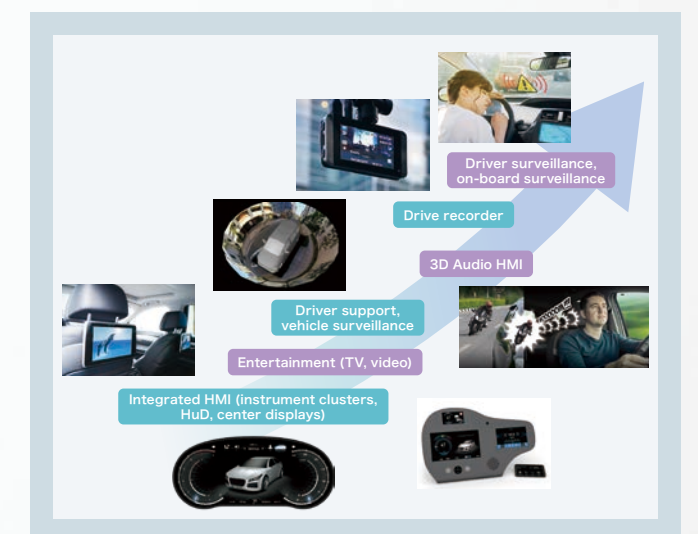 Driver surveillance,
on-board surveillance
Drive recorder
3D Audio HMI
Driver support,
vehicle surveillance
Entertainment (TV, video)
Integrated HMI (instrument clusters,
HuD, center displays)